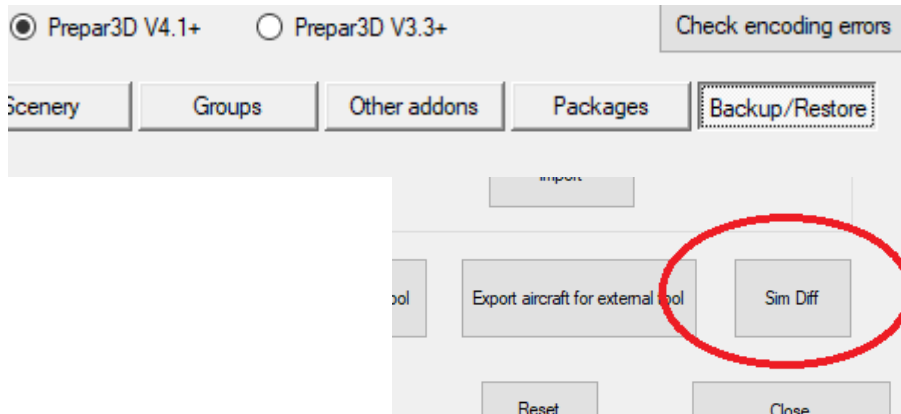 Prepar3D V4.1+ Prepar3D V3.3+ Check encoding errors
Scenery Groups Other addons Packages Backup/Restore
Import
Export aircraft for external tool Sim Diff
Reset Close